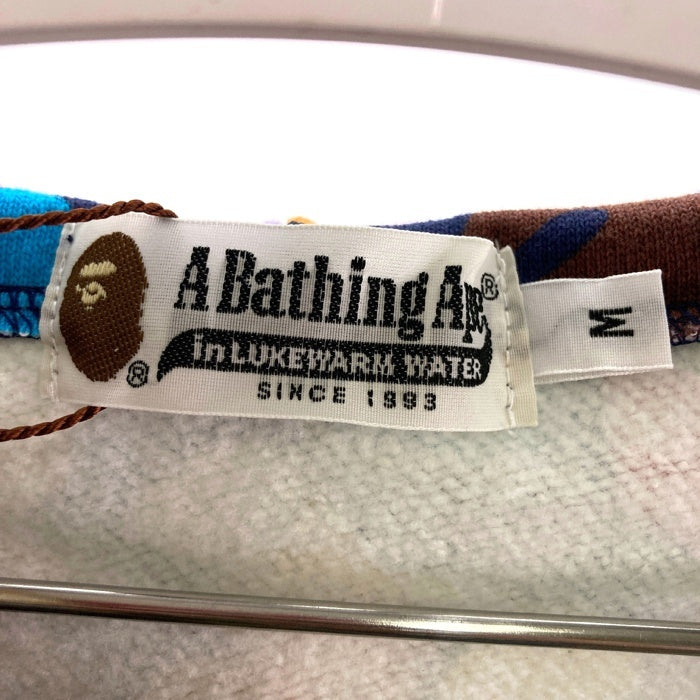 A Bathing Ape®
in LUKEWARM WATER
®
SINCE 1993
M